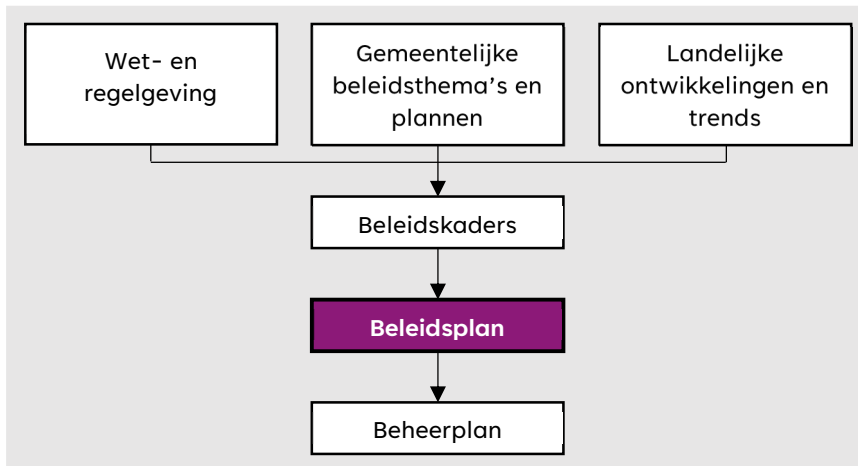 Wet- en
regelgeving
Gemeentelijke
beleidsthema's en
plannen
Landelijke
ontwikkelingen en
trends
Beleidskaders
Beleidsplan
Beheerplan